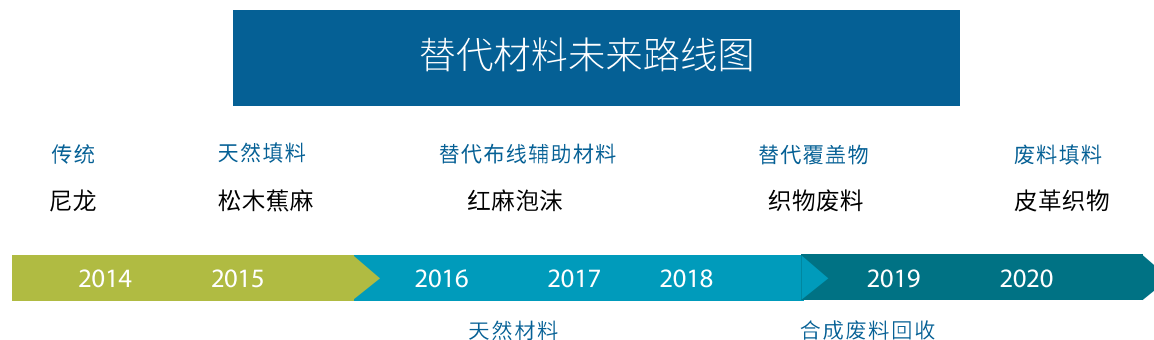 替代材料未来路线图
传统 天然填料 替代布线辅助材料 替代覆盖物 废料填料
尼龙 松木蕉麻 红麻泡沫 织物废料 皮革织物
2014 2015 2016 2017 2018 2019 2020
天然材料 合成废料回收